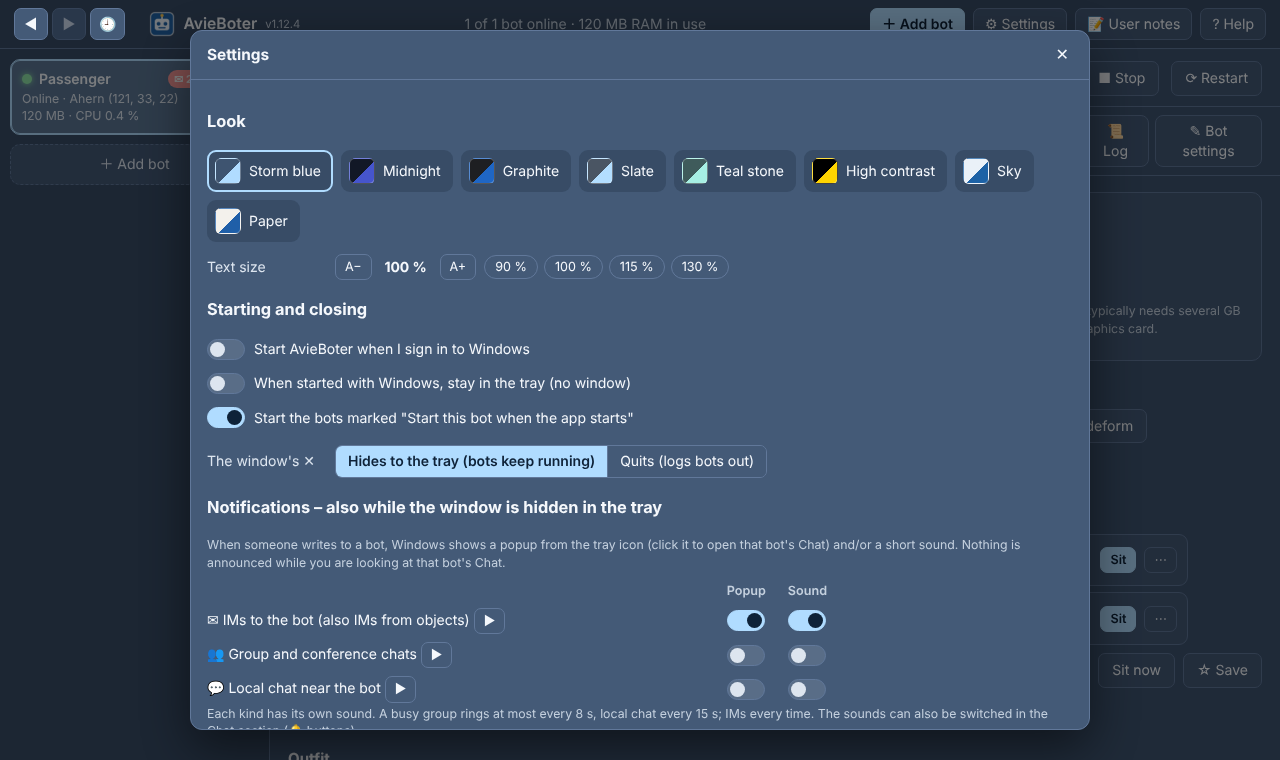 AvieBoter v1.12.4
1 of 1 bot online · 120 MB RAM in use
+ Add bot
⚙ Settings
User notes
? Help
Passenger
Online · Ahern (121, 33, 22)
120 MB · CPU 0.4 %
+ Add bot
Stop
⟳ Restart
Log
✎ Bot settings
ypically needs several GB
aphics card.
deform
Sit
···
Sit
···
Sit now
☆ Save
Outfit
Settings ✕
Look
Storm blue
Midnight
Graphite
Slate
Teal stone
High contrast
Sky
Paper
Text size A− 100 % A+ 90 % 100 % 115 % 130 %
Starting and closing
Start AvieBoter when I sign in to Windows
When started with Windows, stay in the tray (no window)
Start the bots marked "Start this bot when the app starts"
The window's ✕ Hides to the tray (bots keep running) Quits (logs bots out)
Notifications – also while the window is hidden in the tray
When someone writes to a bot, Windows shows a popup from the tray icon (click it to open that bot's Chat) and/or a short sound. Nothing is
announced while you are looking at that bot's Chat.
Popup Sound
✉ IMs to the bot (also IMs from objects) ▶
👥 Group and conference chats ▶
💬 Local chat near the bot ▶
Each kind has its own sound. A busy group rings at most every 8 s, local chat every 15 s; IMs every time. The sounds can also be switched in the